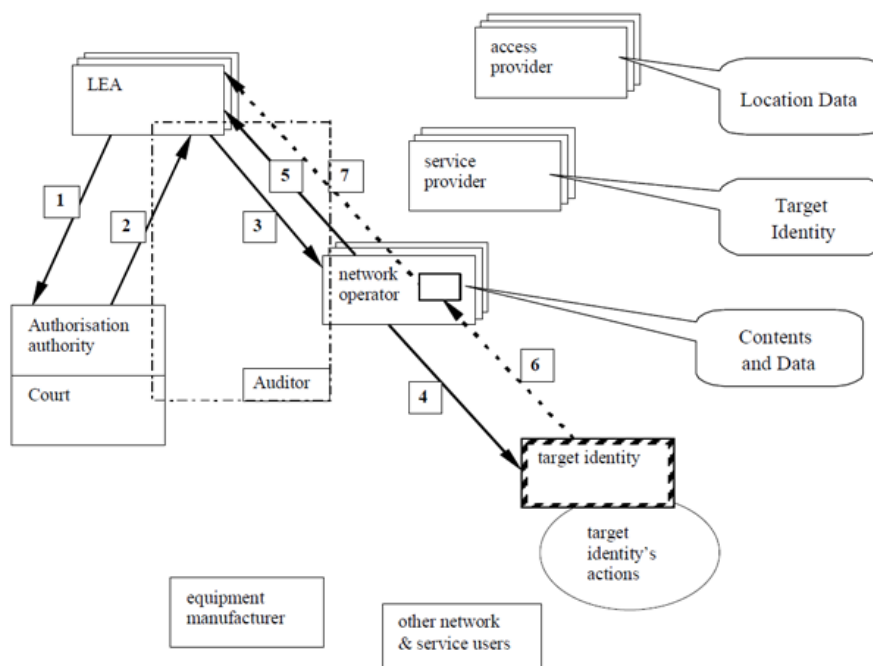 access
provider
LEA
Location Data
service
provider
5
7
1
3
2
Target
Identity
network
operator
Authorisation
authority
Contents
and Data
6
Auditor
Court
4
target identity
target
identity's
actions
equipment
manufacturer
other network
& service users